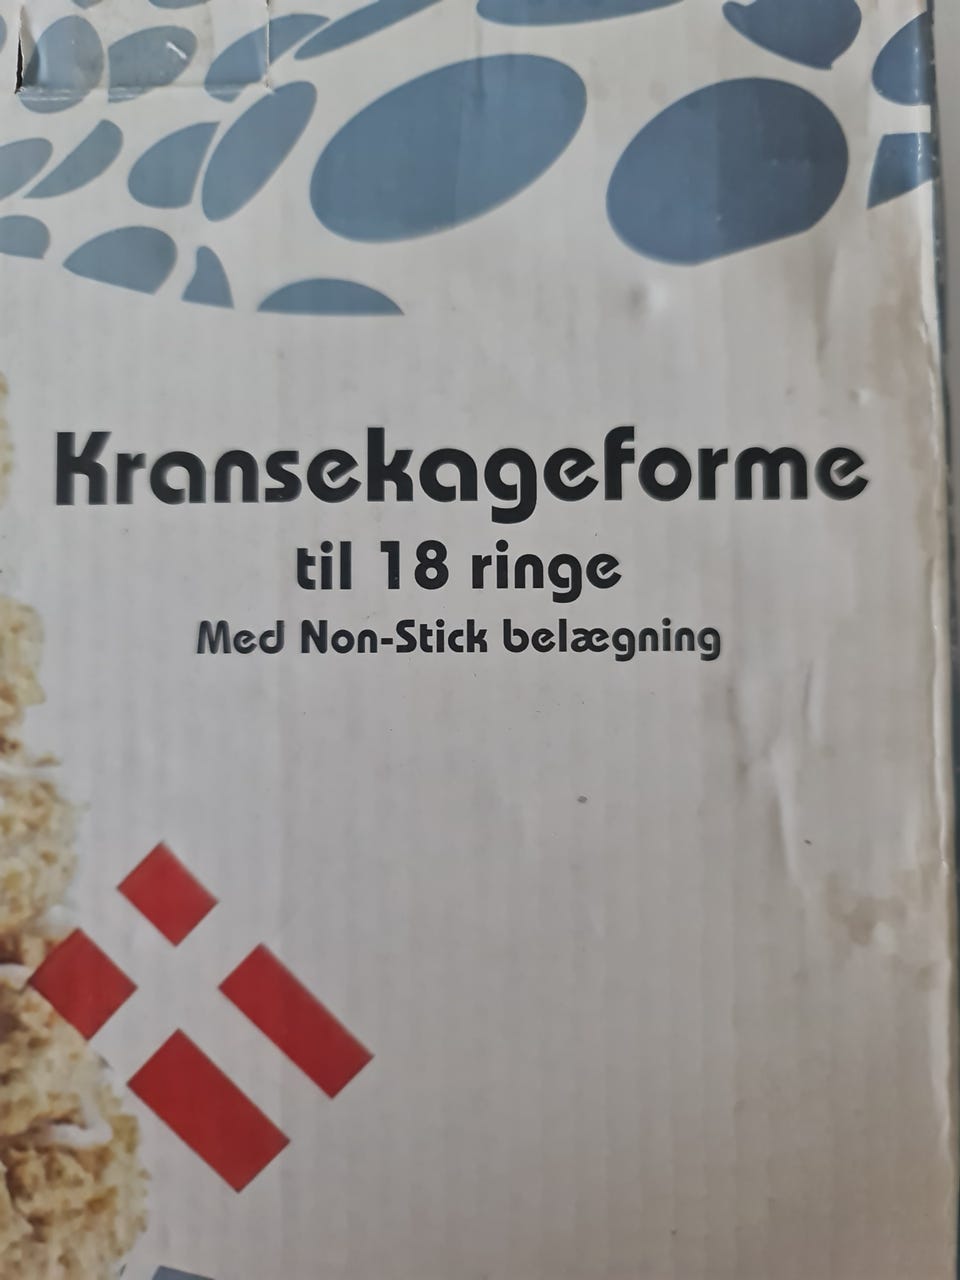 Kransekageforme
til 18 ringe
Med Non-Stick belægning